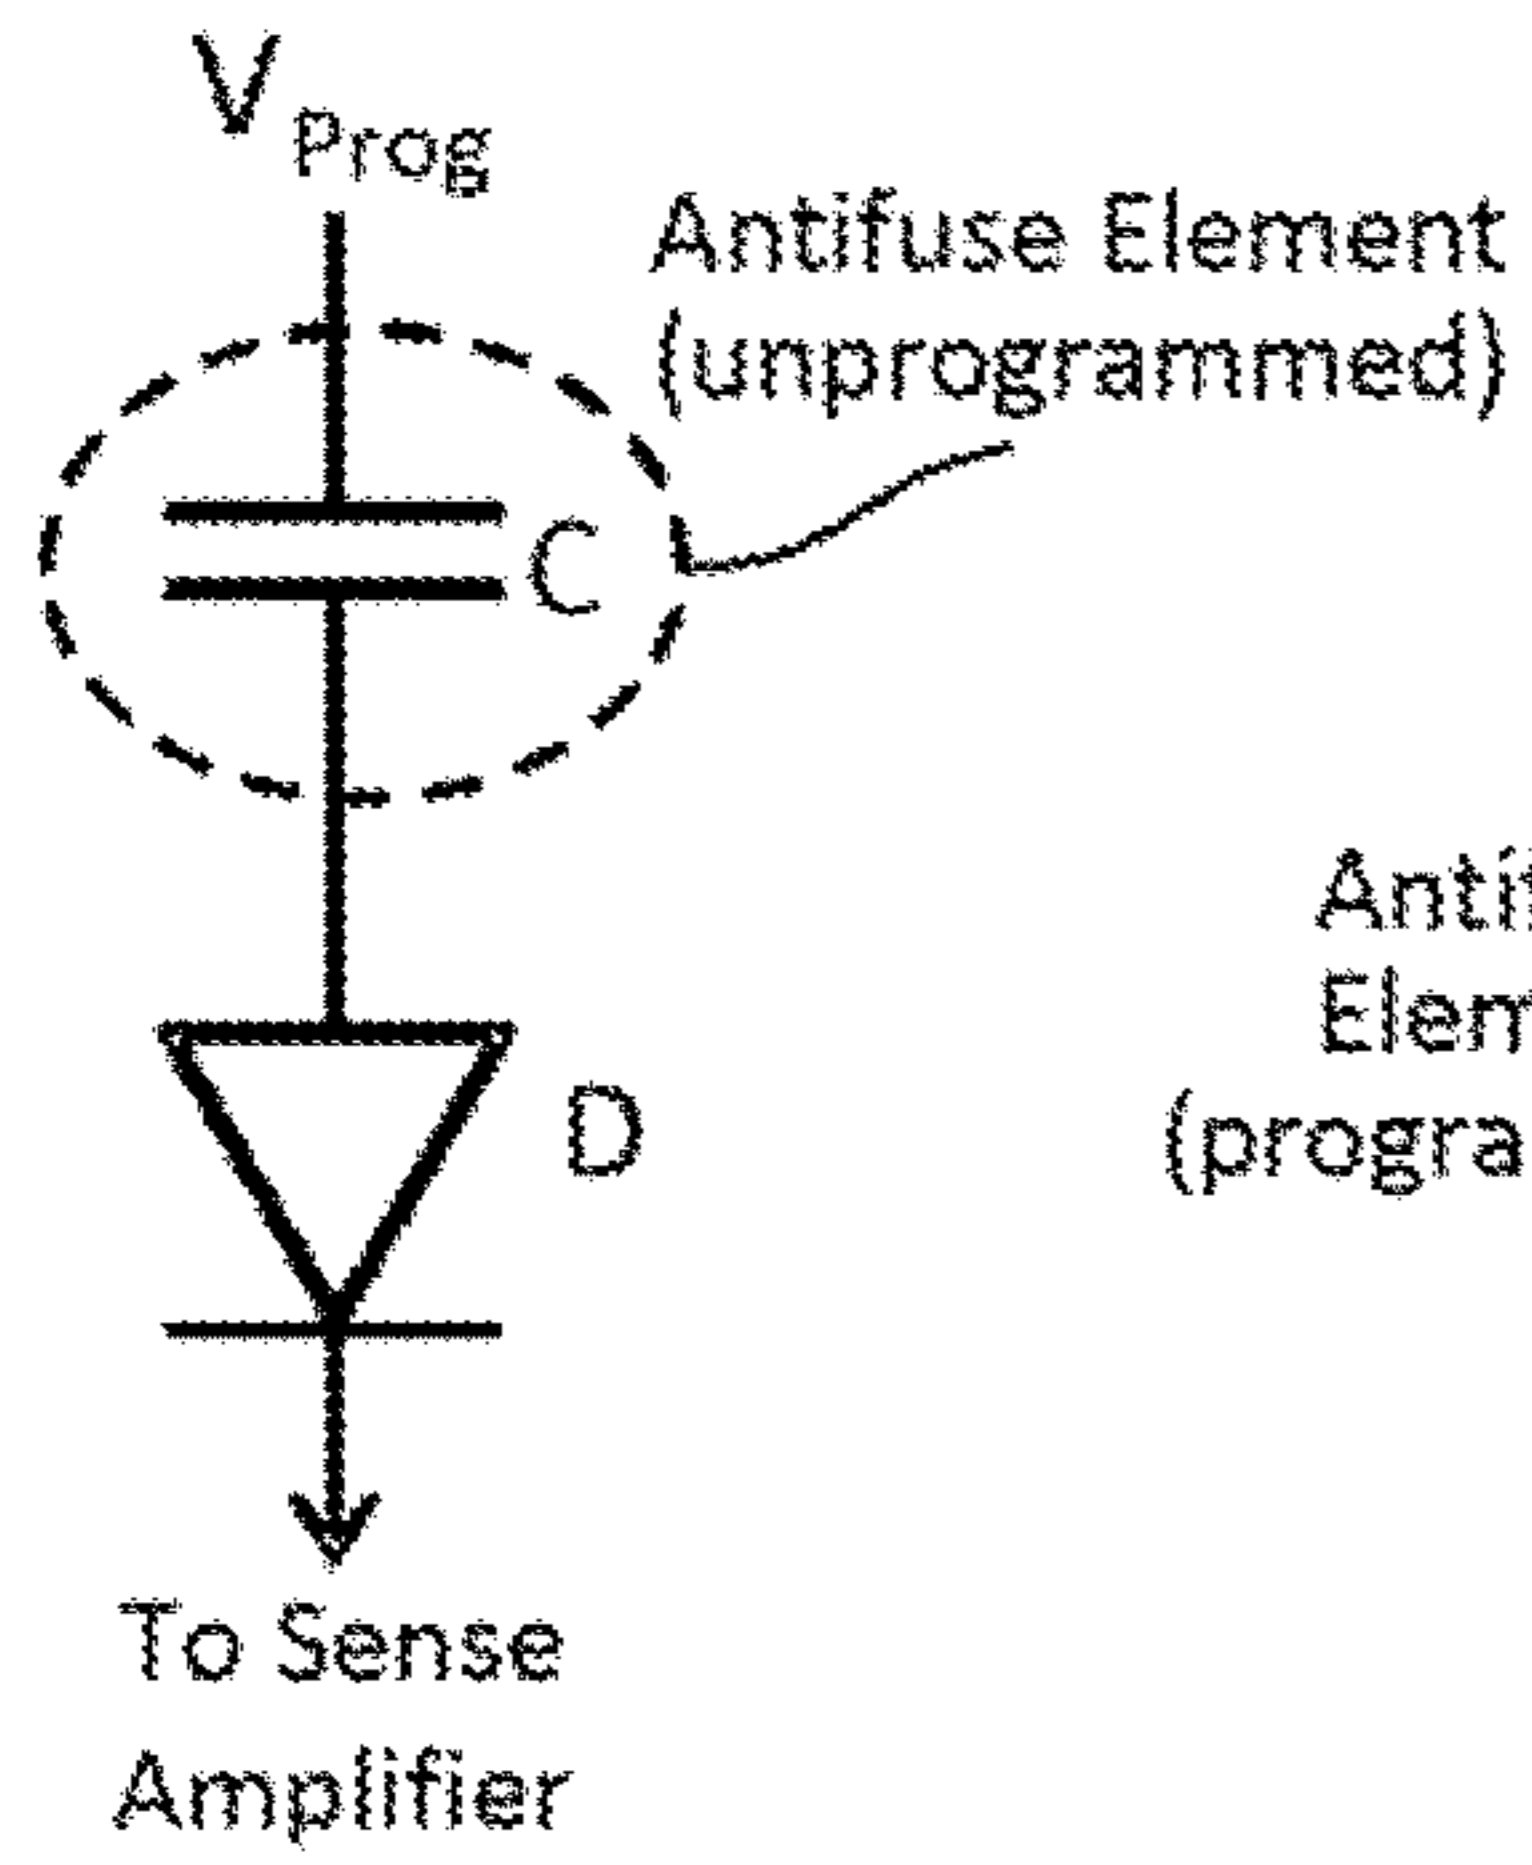 V Prog
Antifuse Element
(unprogrammed)
C
D
To Sense
Amplifier